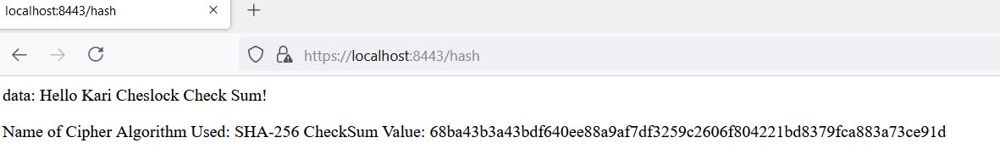 localhost:8443/hash
https://localhost:8443/hash
data: Hello Kari Cheslock Check Sum!
Name of Cipher Algorithm Used: SHA-256 CheckSum Value: 68ba43b3a43bdf640ee88a9af7df3259c2606f804221bd8379fca883a73ce91d